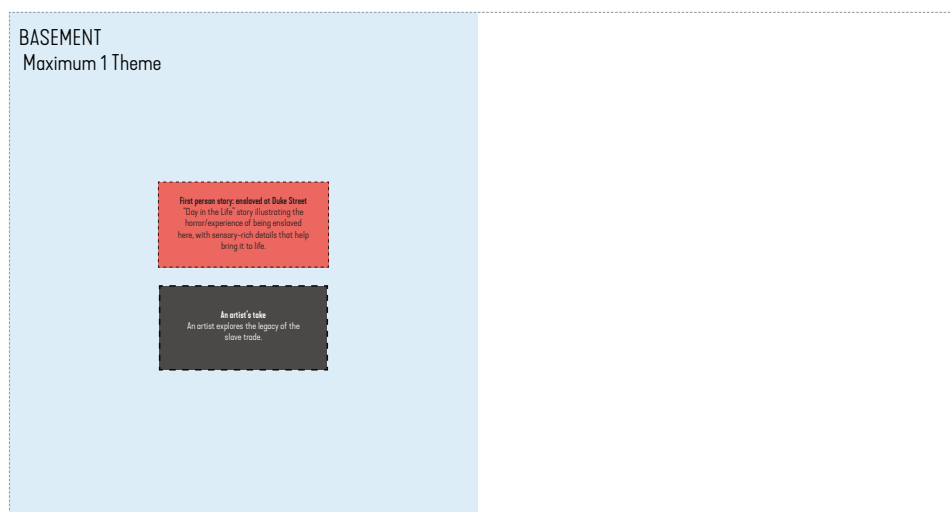 BASEMENT
Maximum 1 Theme
First person story: enslaved at Duke Street
"Day in the Life" story illustrating the
horror/experience of being enslaved
here, with sensory-rich details that help
bring it to life.
An artist's take
An artist explores the legacy of the
slave trade.